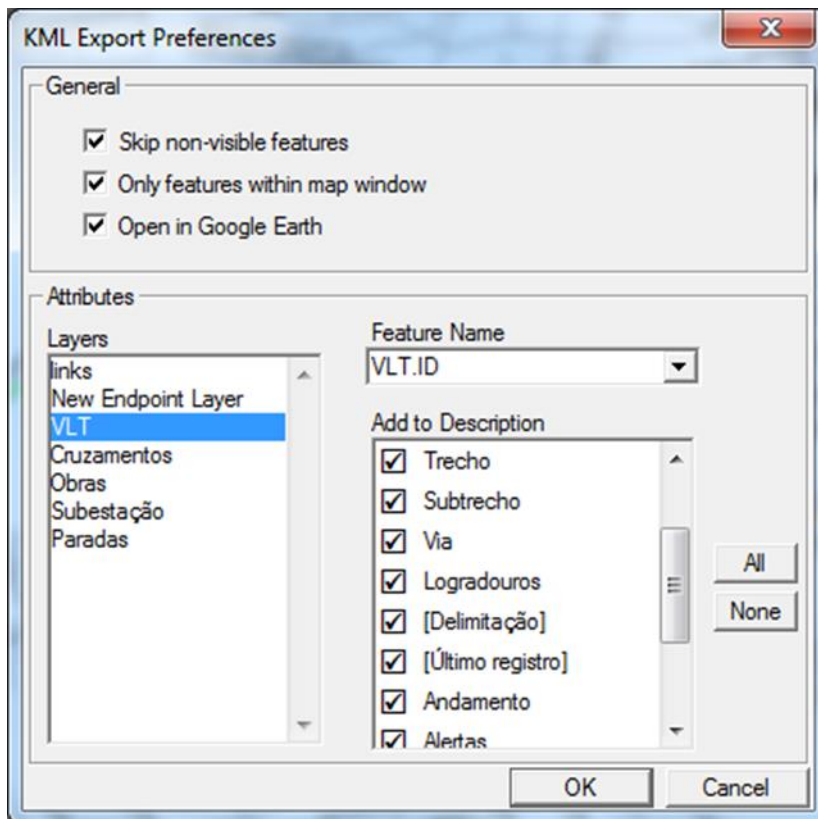 KML Export Preferences
General
Skip non-visible features
Only features within map window
Open in Google Earth
Attributes
Layers
links
New Endpoint Layer
VLT
Cruzamentos
Obras
Subestação
Paradas
Feature Name
VLT.ID
Add to Description
Trecho
Subtrecho
Via
Logradouros
[Delimitação]
[Último registro]
Andamento
Alertas
All
None
OK
Cancel